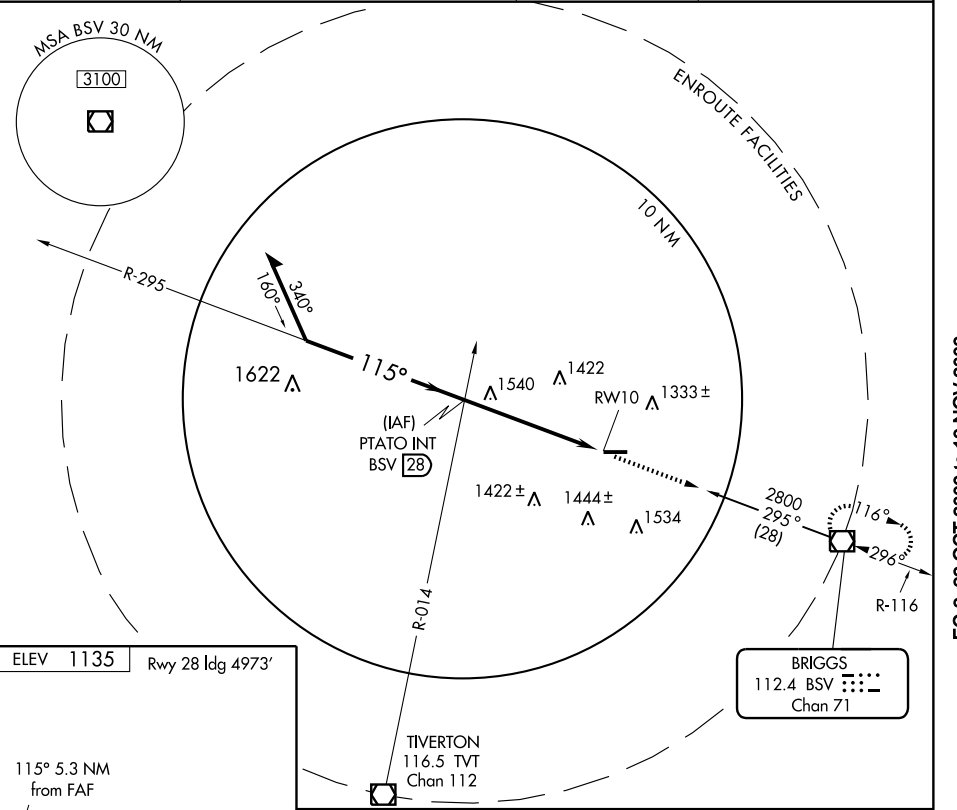 MSA BSV 30 NM
3100
ENROUTE FACILITIES
10 NM
R-295
340°
160°
115°
1622
1540
1422
RW10
1333 ±
(IAF)
PTATO INT
BSV 28
1422 ±
1444 ±
1534
2800
295°
(28)
116°
296°
R-116
R-014
BRIGGS
112.4 BSV
Chan 71
TIVERTON
116.5 TVT
Chan 112
ELEV 1135
Rwy 28 ldg 4973'
115° 5.3 NM
from FAF